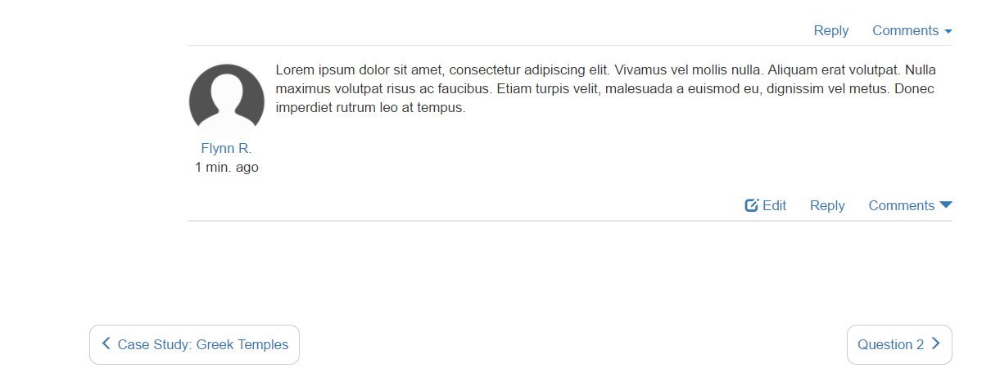 Reply Comments
Lorem ipsum dolor sit amet, consectetur adipiscing elit. Vivamus vel mollis nulla. Aliquam erat volutpat. Nulla
maximus volutpat risus ac faucibus. Etiam turpis velit, malesuada a euismod eu, dignissim vel metus. Donec
imperdiet rutrum leo at tempus.
Flynn R.
1 min. ago
Edit Reply Comments
Case Study: Greek Temples
Question 2